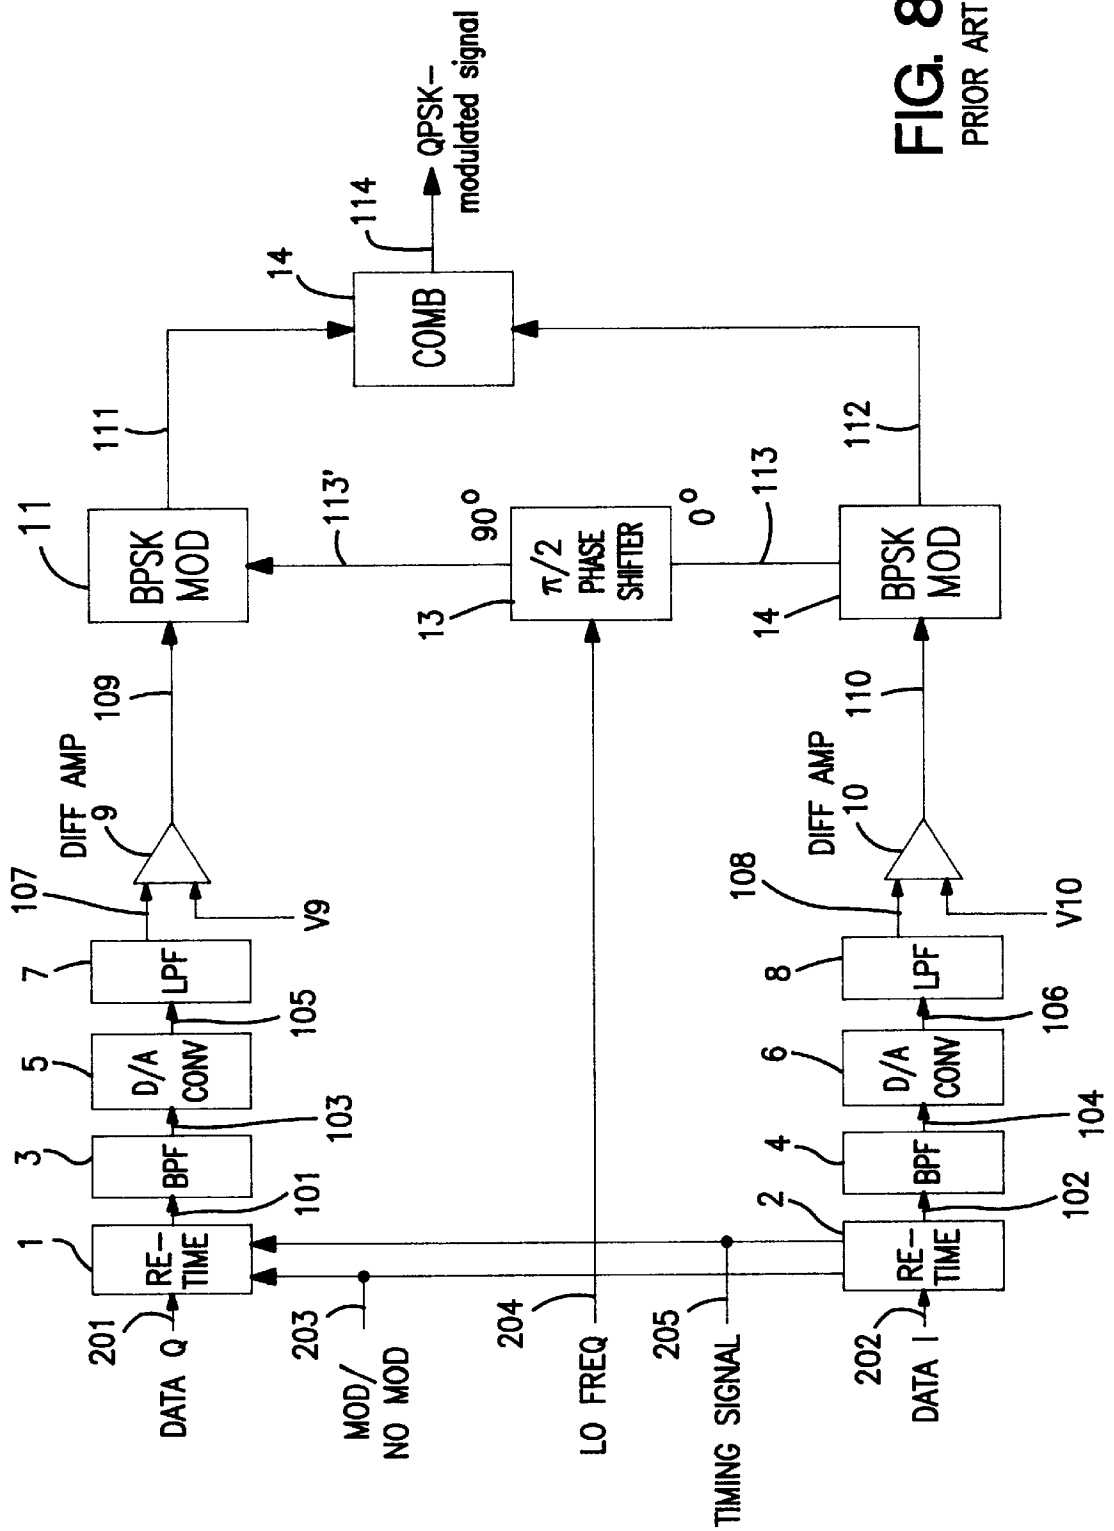 DATA Q
201
1
RE-
TIME
101
3
BPF
103
5
D/A
CONV
105
7
LPF
107
DIFF AMP
9
V9
109
11
BPSK
MOD
111
203
MOD/
NO MOD
113'
90°
14
COMB
114
QPSK-
modulated signal
204
LO FREQ
13
π/2
PHASE
SHIFTER
0°
113
205
TIMING SIGNAL
DATA I
202
2
RE-
TIME
102
4
BPF
104
6
D/A
CONV
106
8
LPF
108
DIFF AMP
10
V10
110
14
BPSK
MOD
112
FIG. 8
PRIOR ART